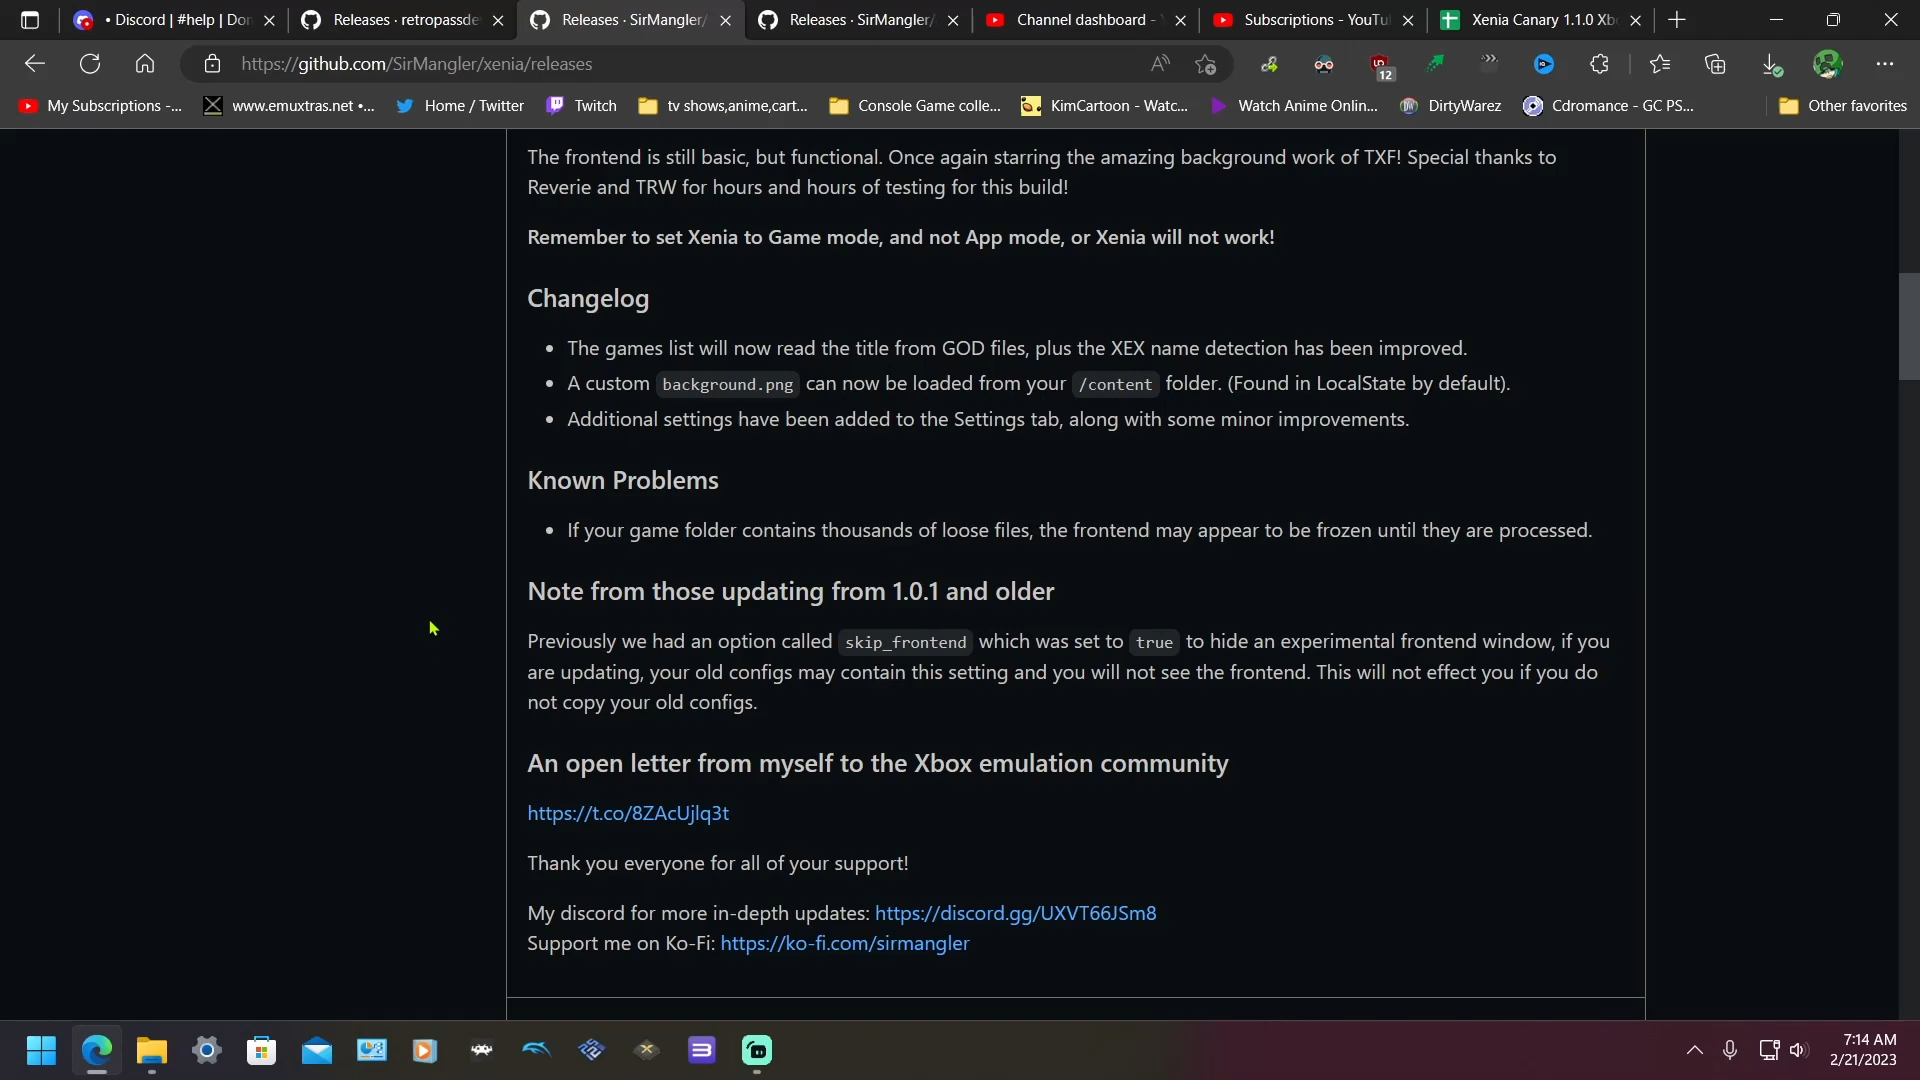 • Discord | #help | Don
Releases · retropassde
Releases · SirMangler/
Releases · SirMangler/
Channel dashboard -
Subscriptions - YouTu
Xenia Canary 1.1.0 Xb
https://github.com/SirMangler/xenia/releases
12
My Subscriptions -...
www.emuxtras.net •...
Home / Twitter
Twitch
tv shows,anime,cart...
Console Game colle...
KimCartoon - Watc...
Watch Anime Onlin...
DirtyWarez
Cdromance - GC PS...
Other favorites
The frontend is still basic, but functional. Once again starring the amazing background work of TXF! Special thanks to
Reverie and TRW for hours and hours of testing for this build!
Remember to set Xenia to Game mode, and not App mode, or Xenia will not work!
Changelog
• The games list will now read the title from GOD files, plus the XEX name detection has been improved.
• A custom background.png can now be loaded from your /content folder. (Found in LocalState by default).
• Additional settings have been added to the Settings tab, along with some minor improvements.
Known Problems
• If your game folder contains thousands of loose files, the frontend may appear to be frozen until they are processed.
Note from those updating from 1.0.1 and older
Previously we had an option called skip_frontend which was set to true to hide an experimental frontend window, if you
are updating, your old configs may contain this setting and you will not see the frontend. This will not effect you if you do
not copy your old configs.
An open letter from myself to the Xbox emulation community
https://t.co/8ZAcUjlq3t
Thank you everyone for all of your support!
My discord for more in-depth updates: https://discord.gg/UXVT66JSm8
Support me on Ko-Fi: https://ko-fi.com/sirmangler
7:14 AM
2/21/2023